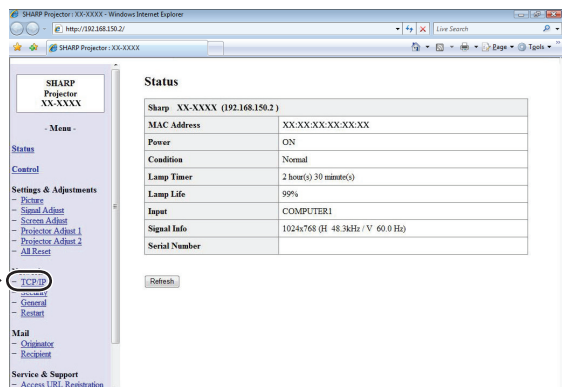 SHARP Projector : XX-XXXX - Windows Internet Explorer
http://192.168.150.2/
Live Search
SHARP Projector : XX-XXXX
Page
Tools
SHARP
Projector
XX-XXXX
- Menu -
Status
Control
Settings & Adjustments
- Picture
- Signal Adjust
- Screen Adjust
- Projector Adjust 1
- Projector Adjust 2
- All Reset
- TCP/IP
- Security
- General
- Restart
Mail
- Originator
- Recipient
Service & Support
- Access URL Registration
Status
Sharp XX-XXXX (192.168.150.2 )
MAC Address XX:XX:XX:XX:XX:XX
Power ON
Condition Normal
Lamp Timer 2 hour(s) 30 minute(s)
Lamp Life 99%
Input COMPUTER1
Signal Info 1024x768 (H 48.3kHz / V 60.0 Hz)
Serial Number
Refresh